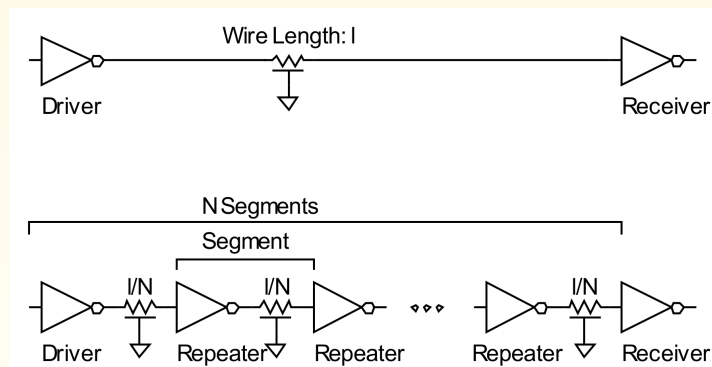 Wire Length: l
Driver
Receiver
N Segments
Segment
l/N
l/N
l/N
Driver
Repeater
Repeater
Repeater
Receiver